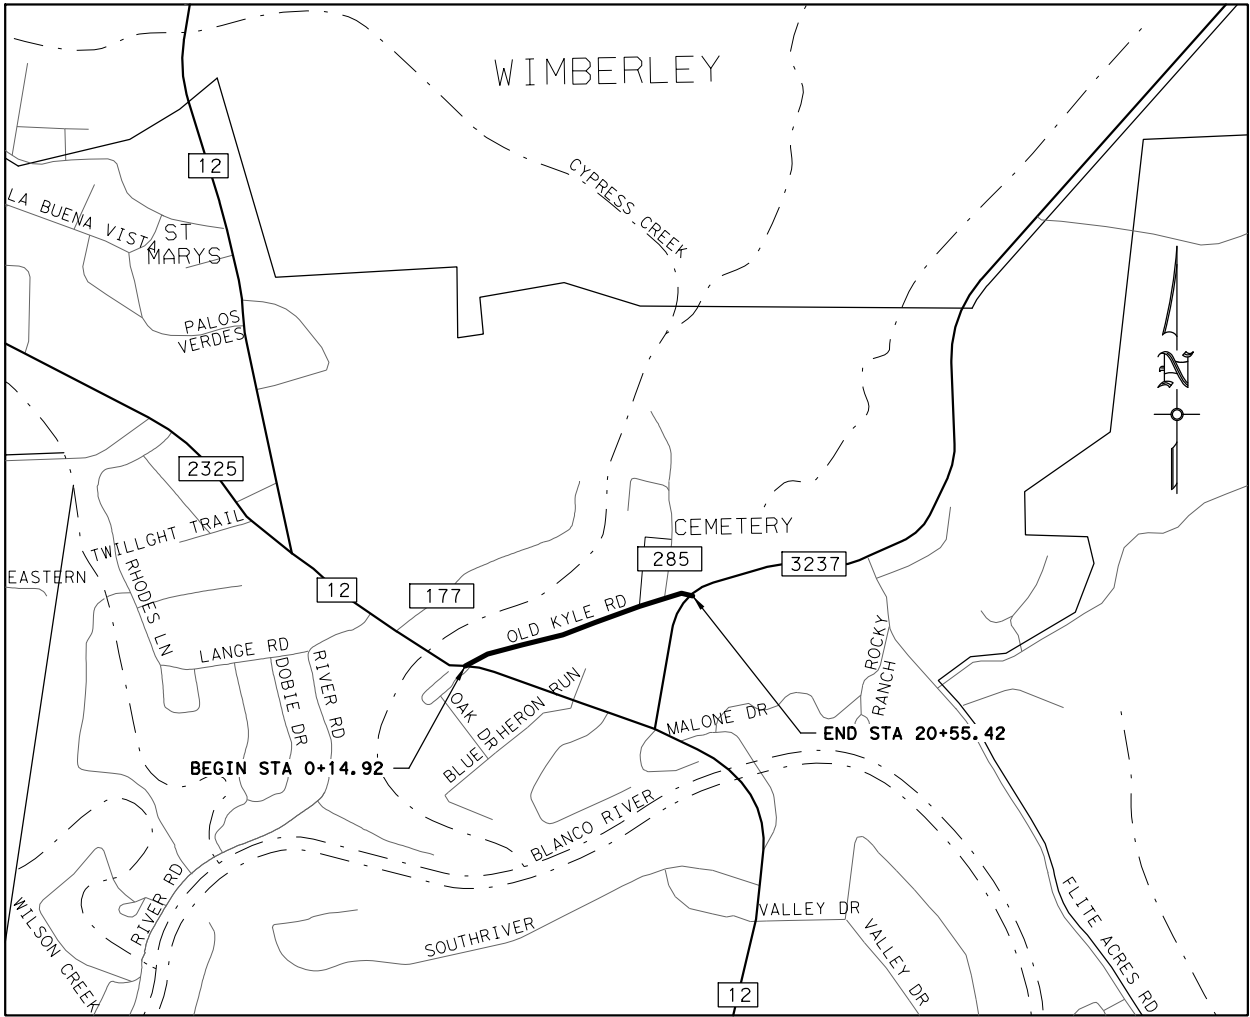 WIMBERLEY
12
CYPRESS CREEK
LA BUENA VISTA
ST
MARYS
PALOS
VERDES
N
2325
TWILLGHT TRAIL
CEMETERY
285
3237
EASTERN
RHODES LN
12
177
OLD KYLE RD
LANGE RD
DOBIE DR
RIVER RD
OAK DR
BLUE HERON RUN
ROCKY
RANCH
MALONE DR
END STA 20+55.42
BEGIN STA 0+14.92
BLANCO RIVER
RIVER RD
WILSON CREEK
SOUTHRIVER
VALLEY DR
VALLEY DR
FLITE ACRES RD
12